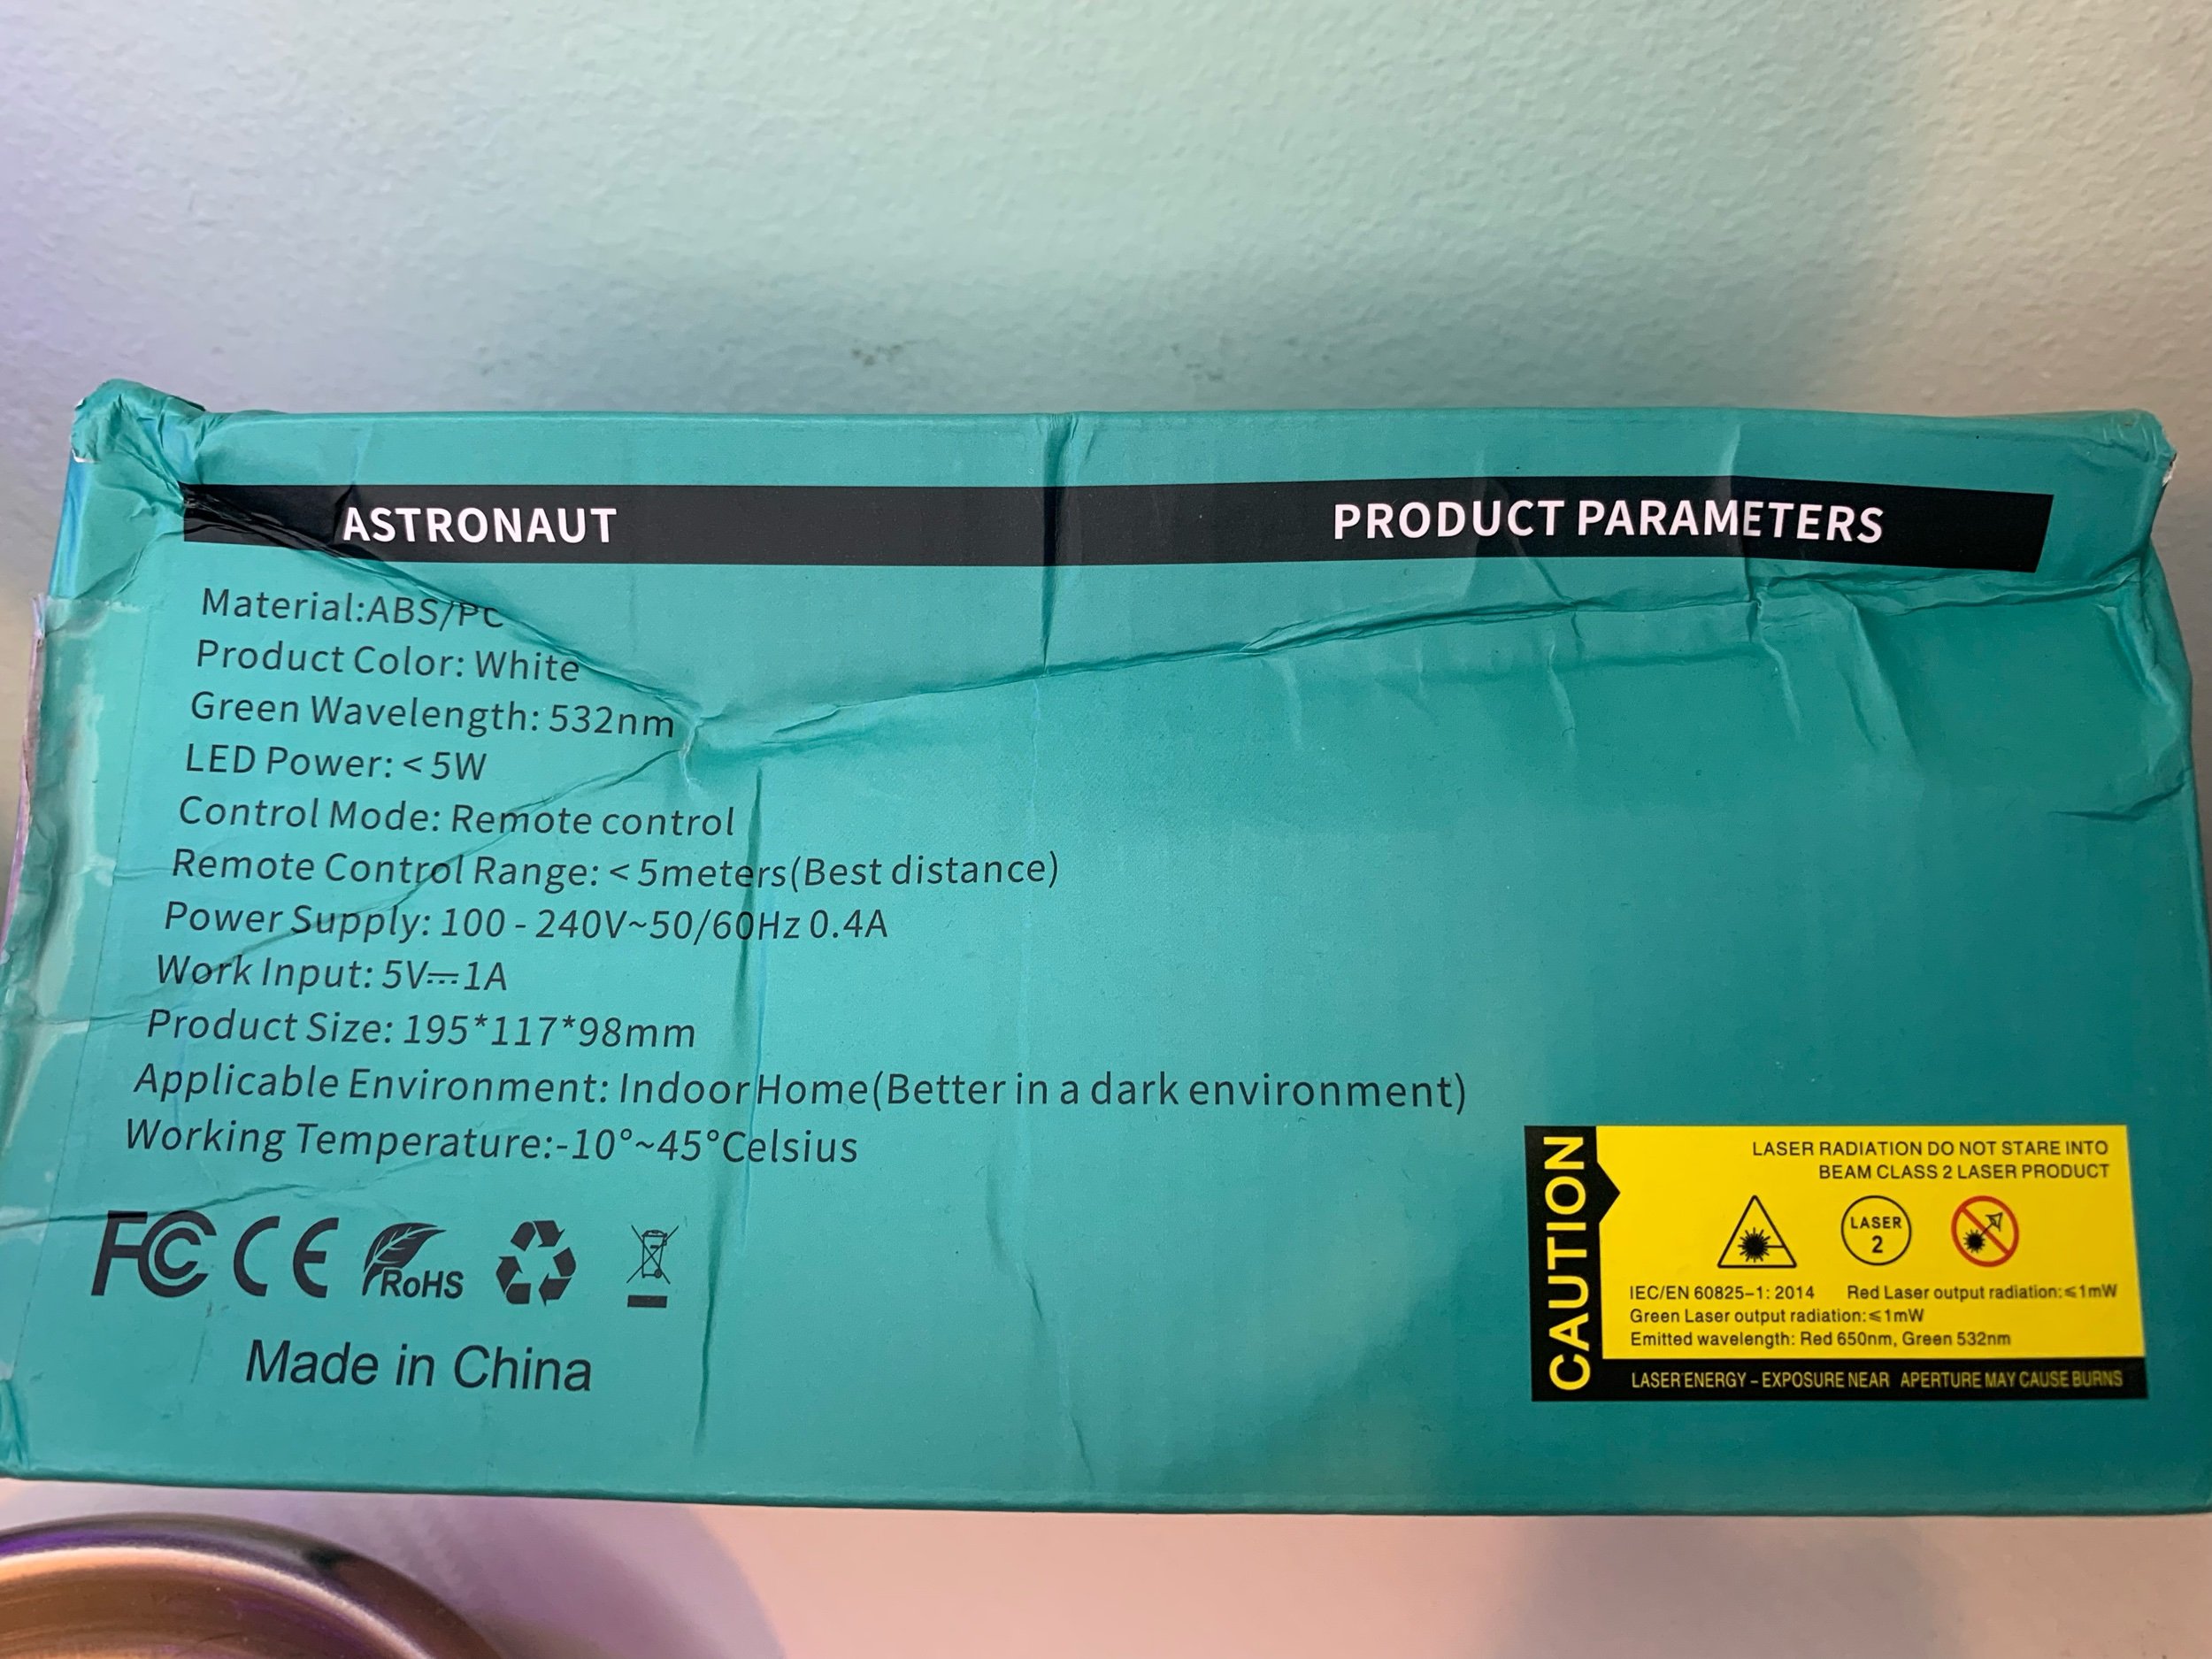 ASTRONAUT PRODUCT PARAMETERS
Material:ABS/PC
Product Color: White
Green Wavelength: 532nm
LED Power: < 5W
Control Mode: Remote control
Remote Control Range: < 5meters(Best distance)
Power Supply: 100 - 240V~50/60Hz 0.4A
Work Input: 5V⎓1A
Product Size: 195*117*98mm
Applicable Environment: Indoor Home(Better in a dark environment)
Working Temperature:-10°~45°Celsius
FC CE RoHS
Made in China
CAUTION
LASER RADIATION DO NOT STARE INTO
BEAM CLASS 2 LASER PRODUCT
LASER
2
IEC/EN 60825-1: 2014 Red Laser output radiation:≤1mW
Green Laser output radiation:≤1mW
Emitted wavelength: Red 650nm, Green 532nm
LASER ENERGY - EXPOSURE NEAR APERTURE MAY CAUSE BURNS